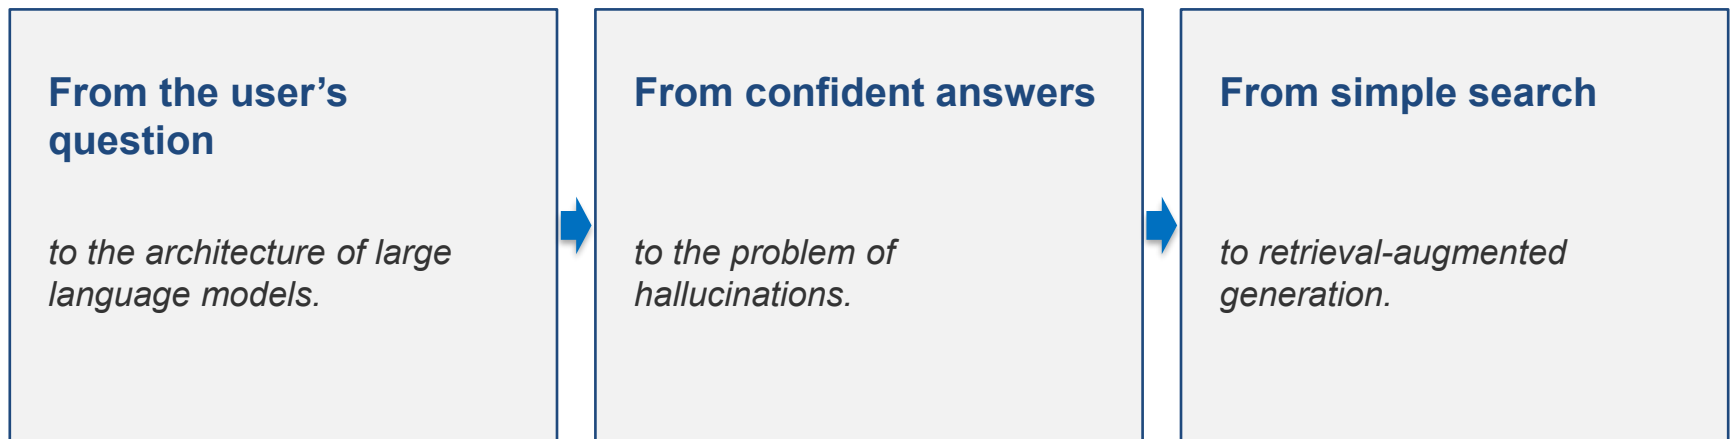 From the user’s
question
to the architecture of large
language models.
From confident answers
to the problem of
hallucinations.
From simple search
to retrieval-augmented
generation.